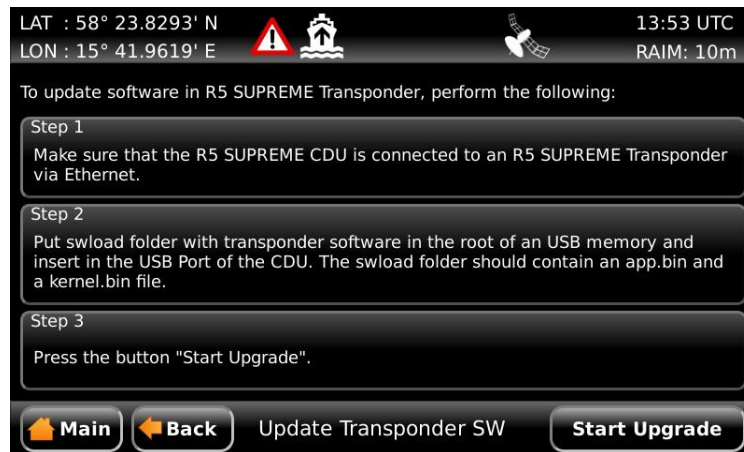 LAT : 58° 23.8293' N
LON : 15° 41.9619' E
13:53 UTC
RAIM: 10m
To update software in R5 SUPREME Transponder, perform the following:
Step 1
Make sure that the R5 SUPREME CDU is connected to an R5 SUPREME Transponder
via Ethernet.
Step 2
Put swload folder with transponder software in the root of an USB memory and
insert in the USB Port of the CDU. The swload folder should contain an app.bin and
a kernel.bin file.
Step 3
Press the button "Start Upgrade".
Main
Back
Update Transponder SW
Start Upgrade